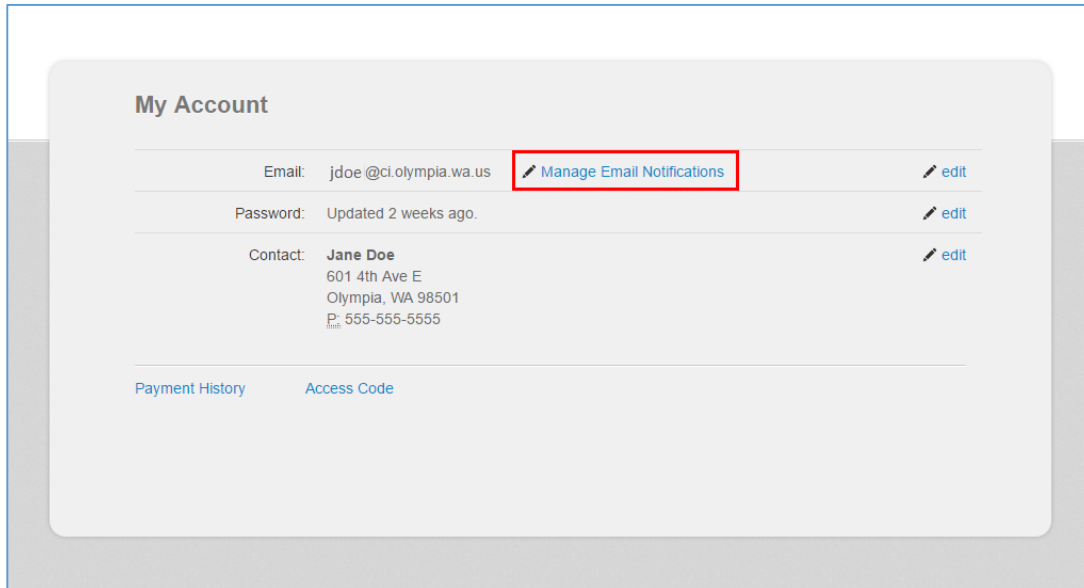 My Account
Email: jdoe @ci.olympia.wa.us Manage Email Notifications edit
Password: Updated 2 weeks ago. edit
Contact: Jane Doe edit
601 4th Ave E
Olympia, WA 98501
P: 555-555-5555
Payment History Access Code